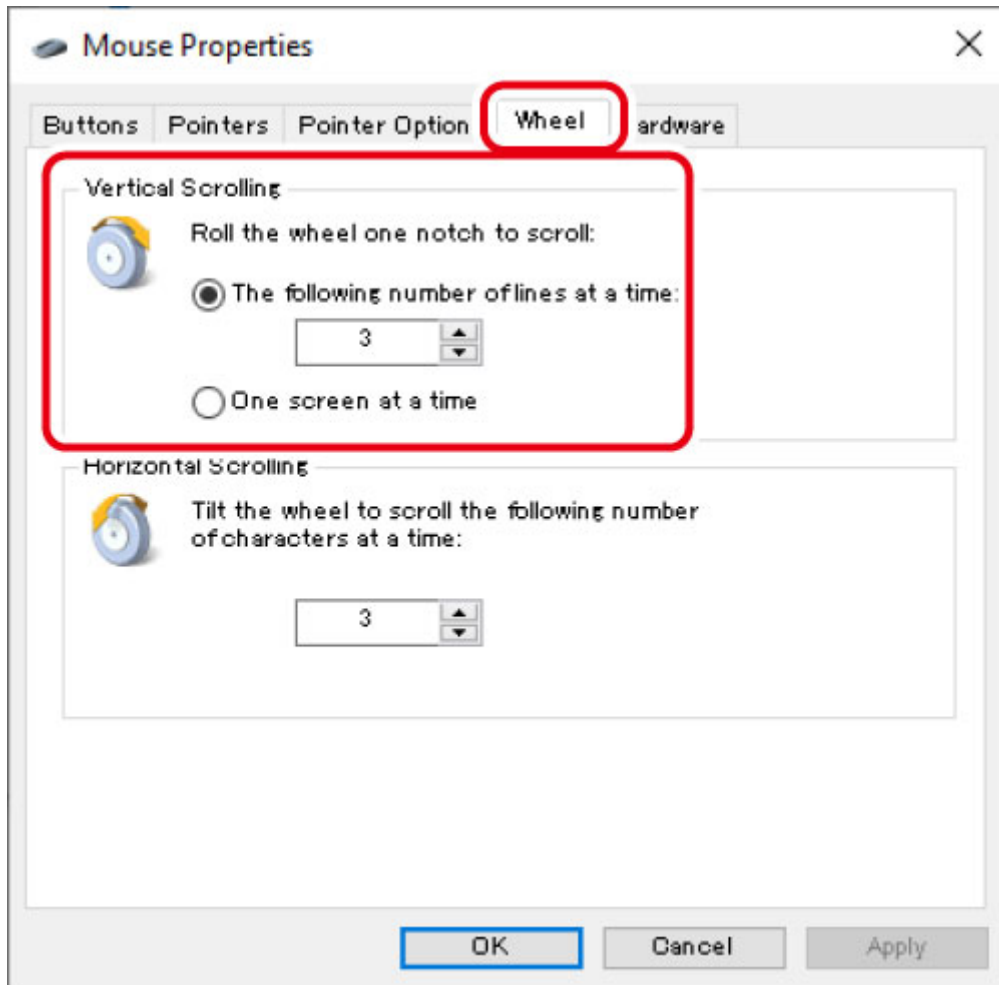 Mouse Properties
Buttons Pointers Pointer Option Wheel ardware
Vertical Scrolling
Roll the wheel one notch to scroll:
The following number of lines at a time:
3
One screen at a time
Horizontal Scrolling
Tilt the wheel to scroll the following number
of characters at a time:
3
OK Cancel Apply